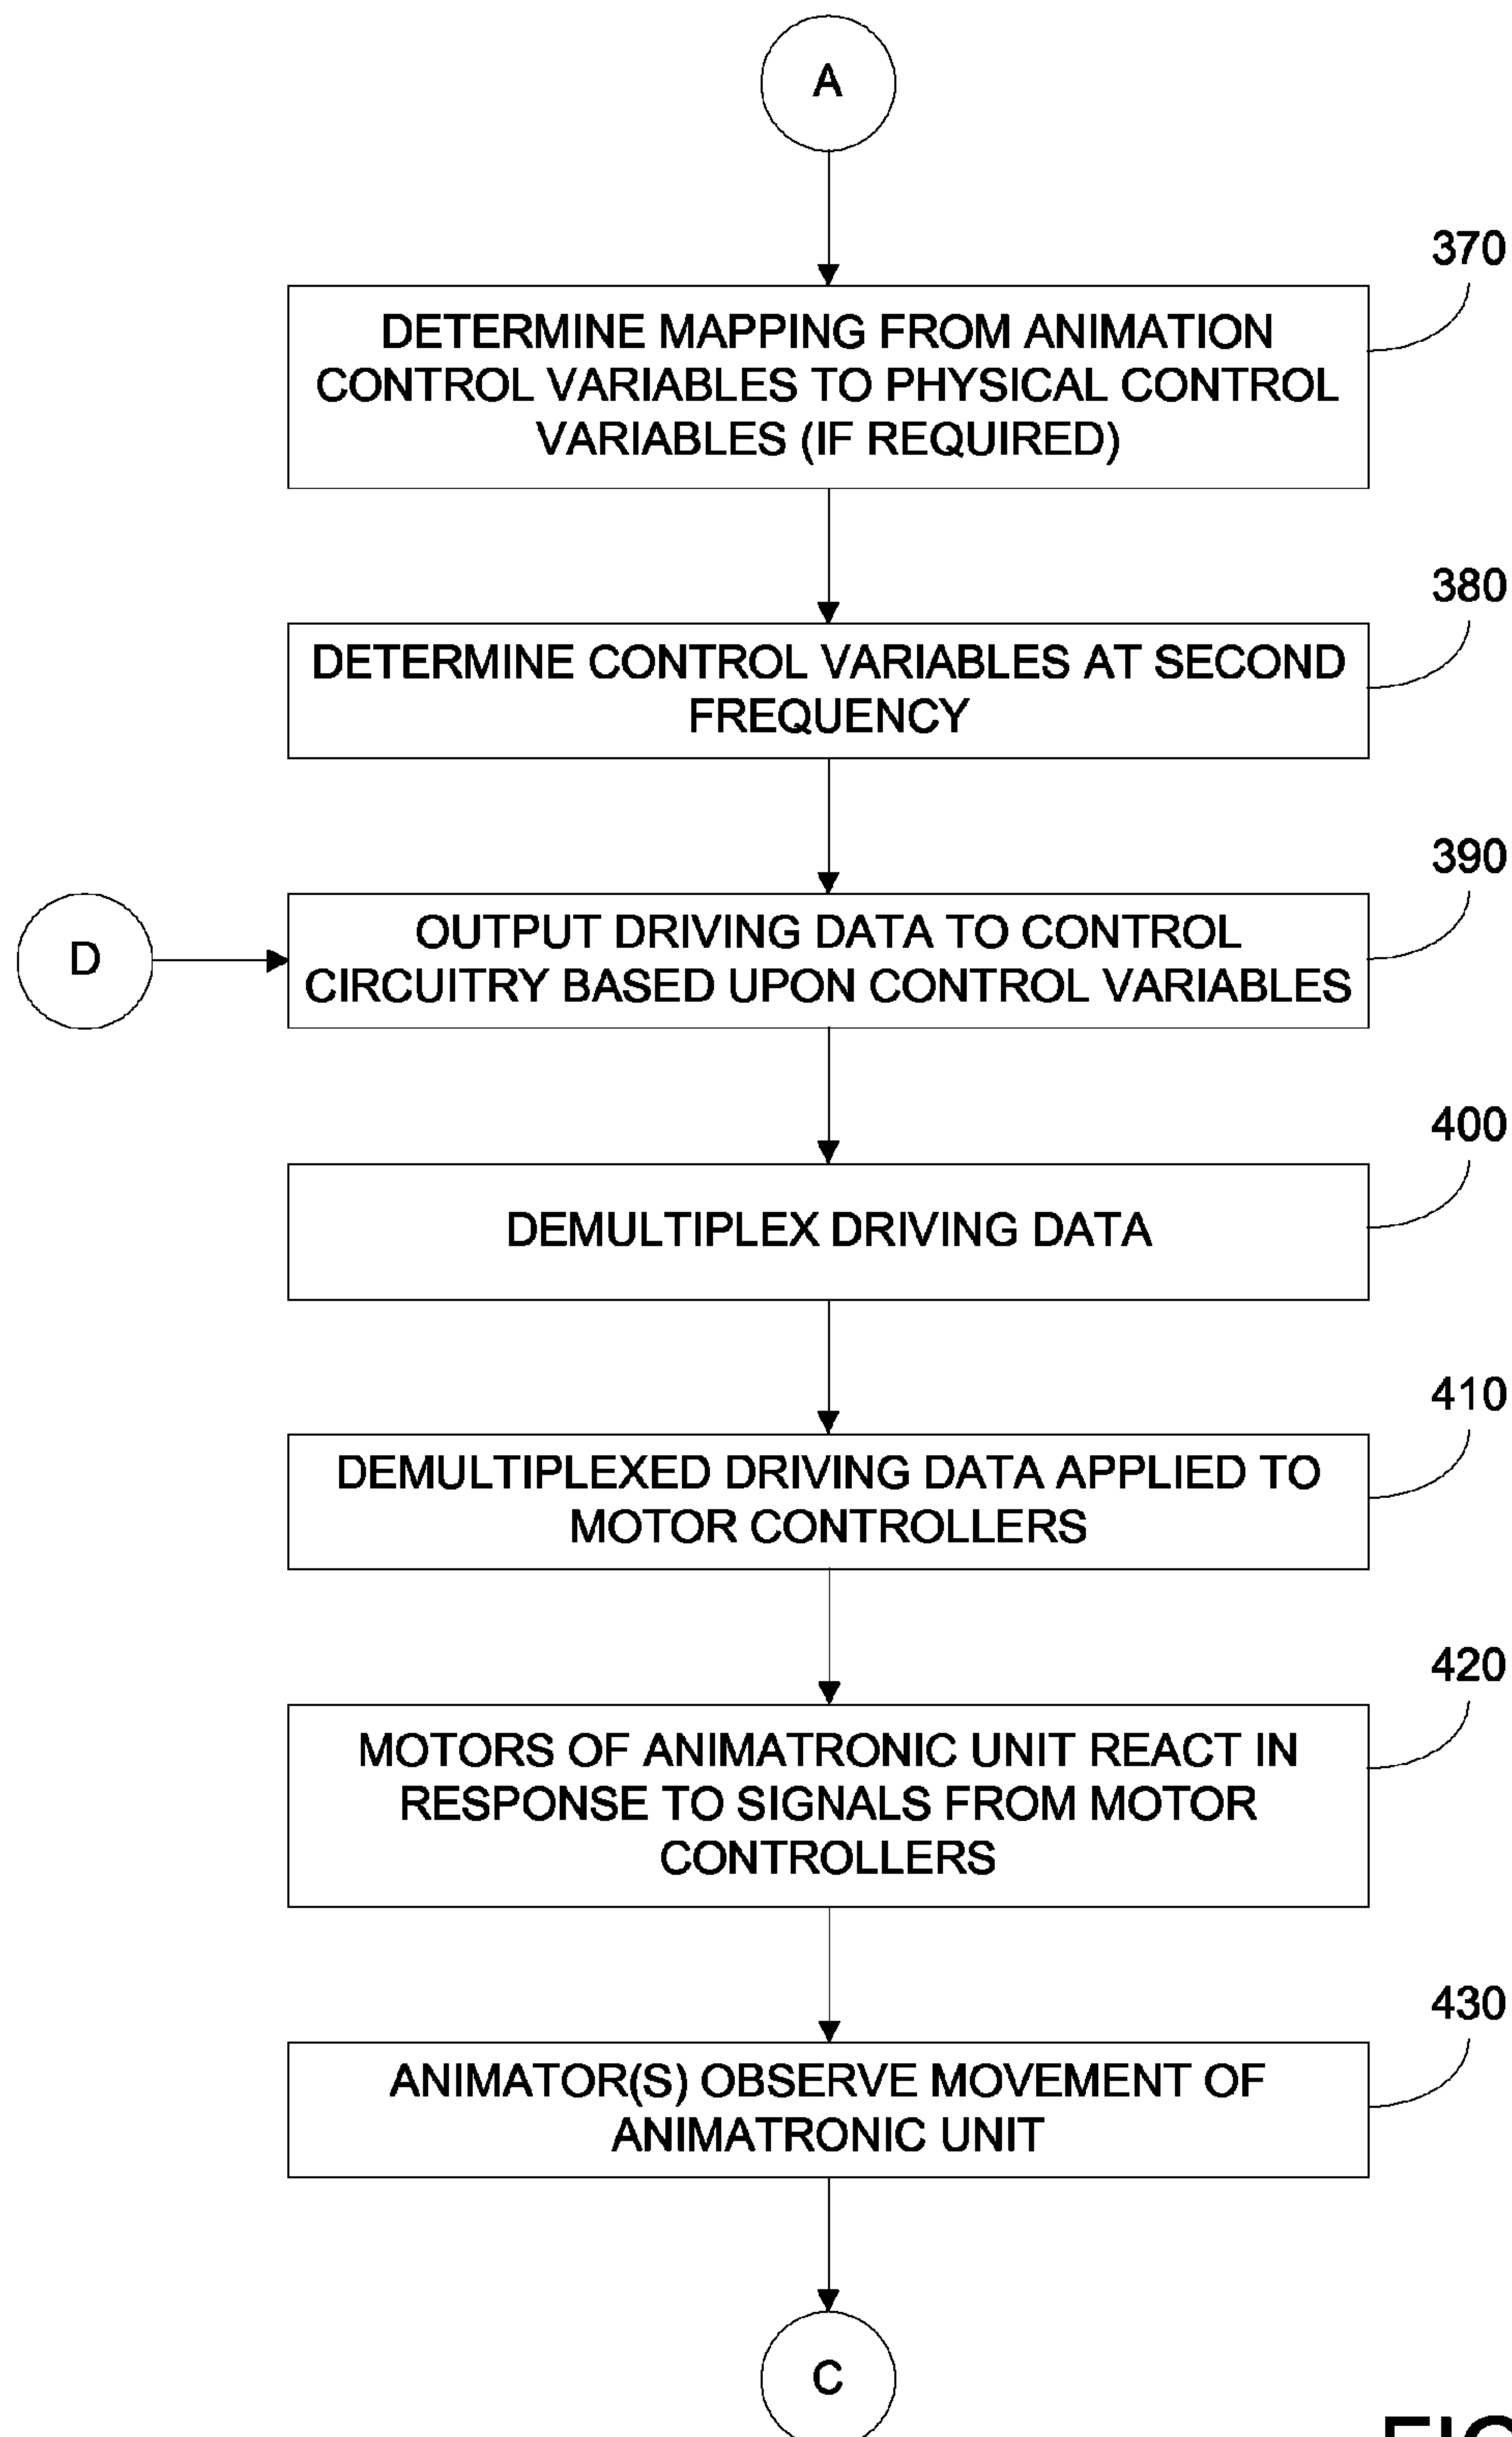 A
370
DETERMINE MAPPING FROM ANIMATION
CONTROL VARIABLES TO PHYSICAL CONTROL
VARIABLES (IF REQUIRED)
380
DETERMINE CONTROL VARIABLES AT SECOND
FREQUENCY
390
D
OUTPUT DRIVING DATA TO CONTROL
CIRCUITRY BASED UPON CONTROL VARIABLES
400
DEMULTIPLEX DRIVING DATA
410
DEMULTIPLEXED DRIVING DATA APPLIED TO
MOTOR CONTROLLERS
420
MOTORS OF ANIMATRONIC UNIT REACT IN
RESPONSE TO SIGNALS FROM MOTOR
CONTROLLERS
430
ANIMATOR(S) OBSERVE MOVEMENT OF
ANIMATRONIC UNIT
C